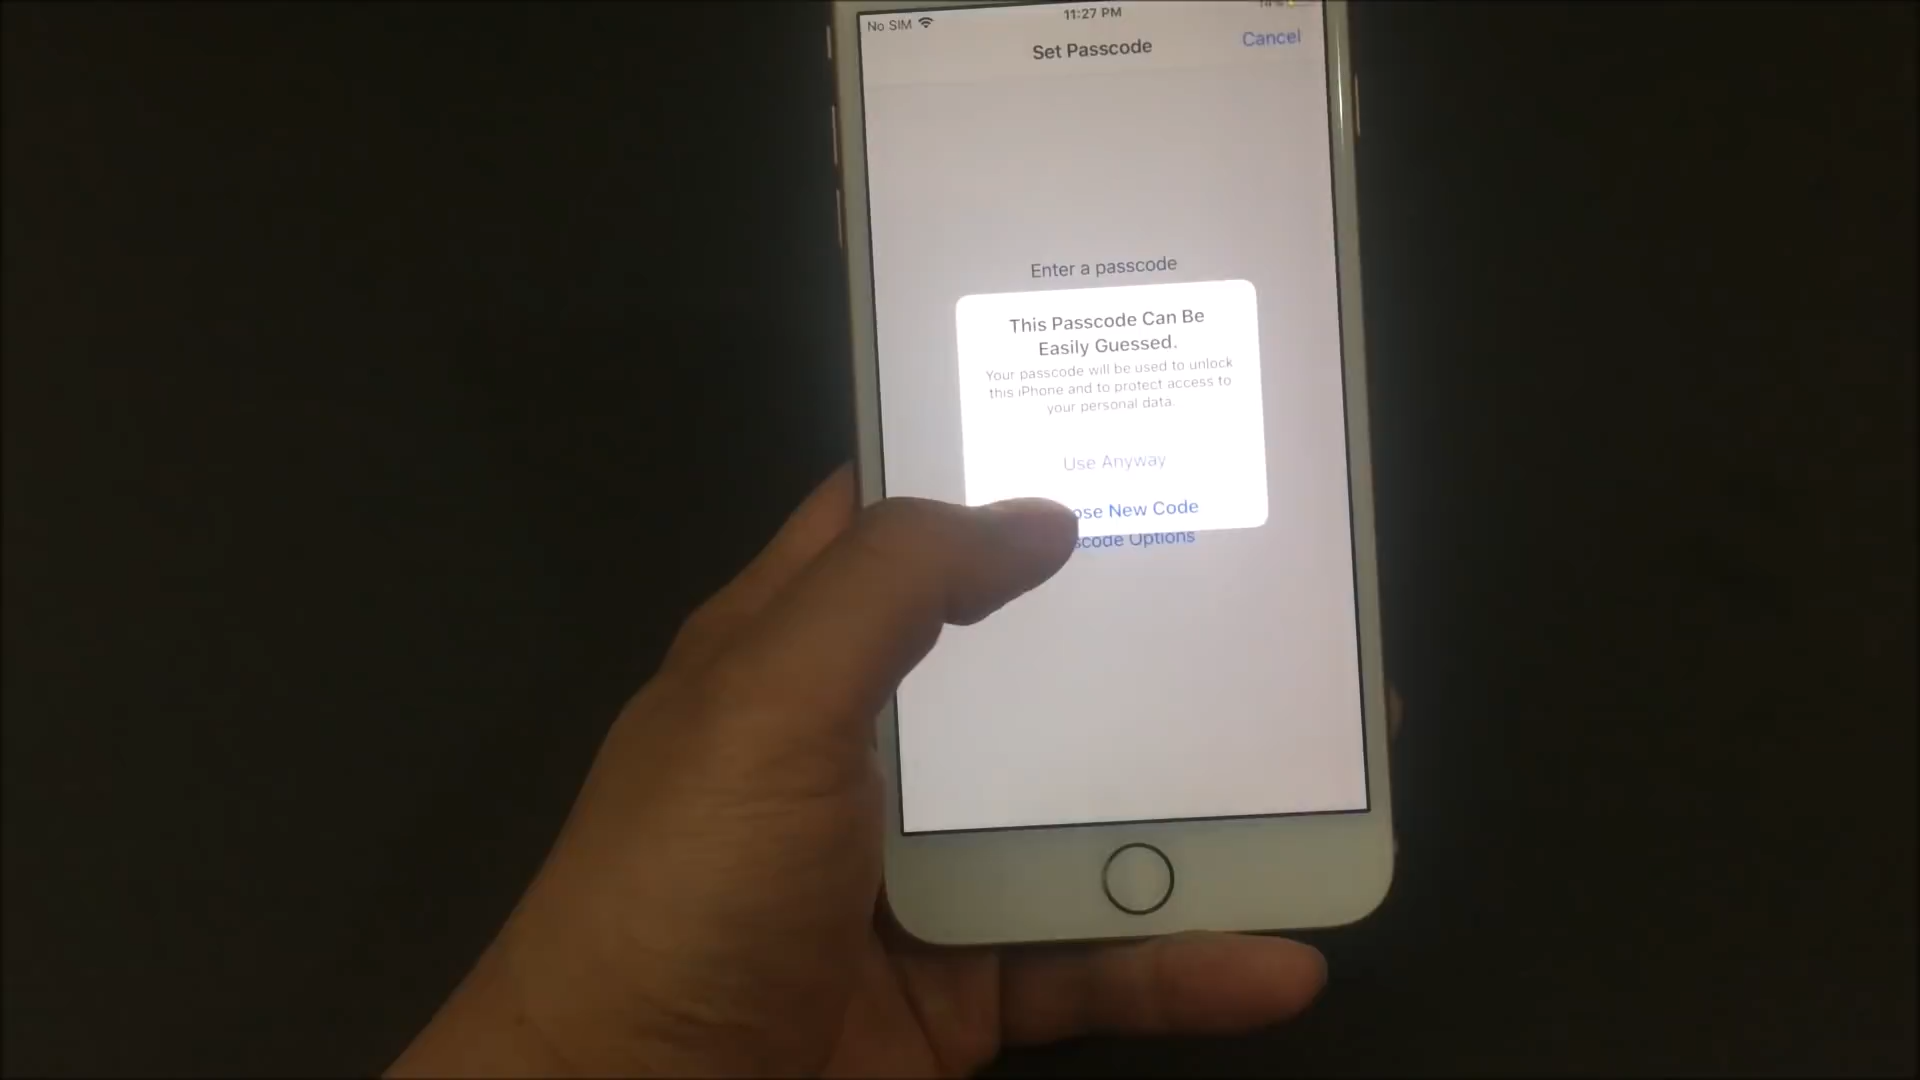 No SIM
11:27 PM
Set Passcode
Cancel
Enter a passcode
This Passcode Can Be
Easily Guessed.
Your passcode will be used to unlock
this iPhone and to protect access to
your personal data.
Use Anyway
ose New Code
scode Options